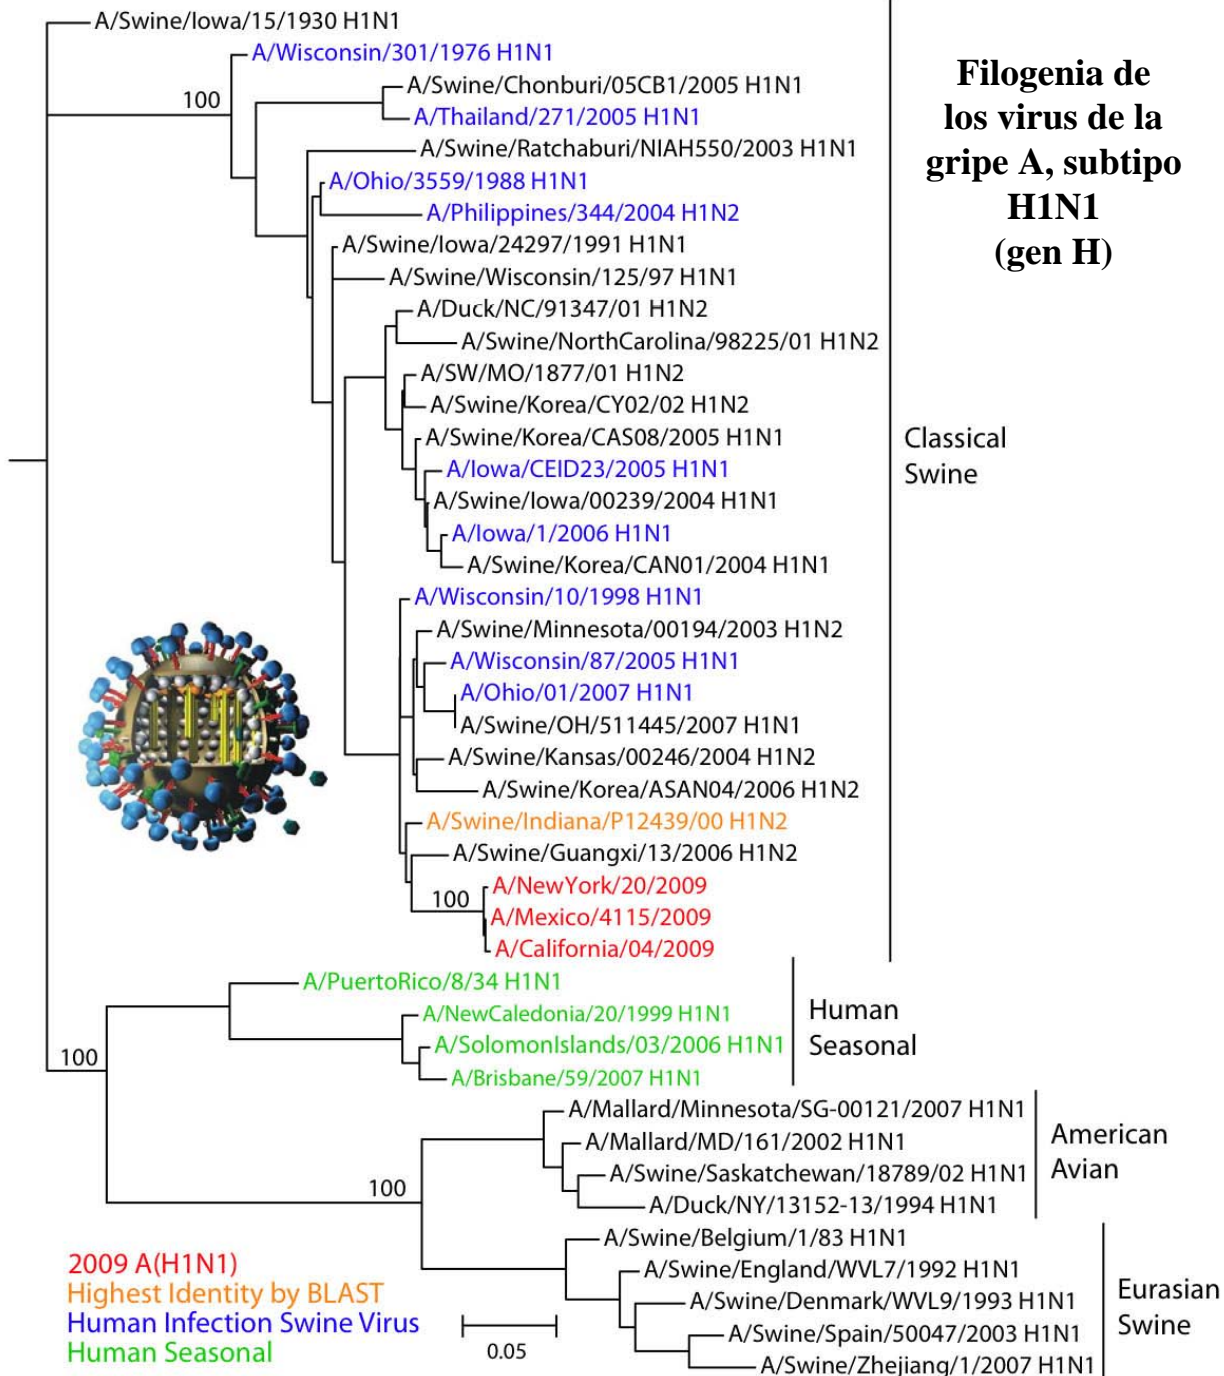 A/Swine/Iowa/15/1930 H1N1
A/Wisconsin/301/1976 H1N1
100
A/Swine/Chonburi/05CB1/2005 H1N1
A/Thailand/271/2005 H1N1
A/Swine/Ratchaburi/NIAH550/2003 H1N1
A/Ohio/3559/1988 H1N1
A/Philippines/344/2004 H1N2
A/Swine/Iowa/24297/1991 H1N1
A/Swine/Wisconsin/125/97 H1N1
A/Duck/NC/91347/01 H1N2
A/Swine/NorthCarolina/98225/01 H1N2
A/SW/MO/1877/01 H1N2
A/Swine/Korea/CY02/02 H1N2
A/Swine/Korea/CAS08/2005 H1N1
A/Iowa/CEID23/2005 H1N1
A/Swine/Iowa/00239/2004 H1N1
A/Iowa/1/2006 H1N1
A/Swine/Korea/CAN01/2004 H1N1
A/Wisconsin/10/1998 H1N1
A/Swine/Minnesota/00194/2003 H1N2
A/Wisconsin/87/2005 H1N1
A/Ohio/01/2007 H1N1
A/Swine/OH/511445/2007 H1N1
A/Swine/Kansas/00246/2004 H1N2
A/Swine/Korea/ASAN04/2006 H1N2
A/Swine/Indiana/P12439/00 H1N2
A/Swine/Guangxi/13/2006 H1N2
100
A/NewYork/20/2009
A/Mexico/4115/2009
A/California/04/2009
Filogenia de
los virus de la
gripe A, subtipo
H1N1
(gen H)
Classical
Swine
A/PuertoRico/8/34 H1N1
A/NewCaledonia/20/1999 H1N1
A/SolomonIslands/03/2006 H1N1
A/Brisbane/59/2007 H1N1
Human
Seasonal
100
A/Mallard/Minnesota/SG-00121/2007 H1N1
A/Mallard/MD/161/2002 H1N1
A/Swine/Saskatchewan/18789/02 H1N1
A/Duck/NY/13152-13/1994 H1N1
American
Avian
100
A/Swine/Belgium/1/83 H1N1
A/Swine/England/WVL7/1992 H1N1
A/Swine/Denmark/WVL9/1993 H1N1
A/Swine/Spain/50047/2003 H1N1
A/Swine/Zhejiang/1/2007 H1N1
Eurasian
Swine
2009 A(H1N1)
Highest Identity by BLAST
Human Infection Swine Virus
Human Seasonal
0.05